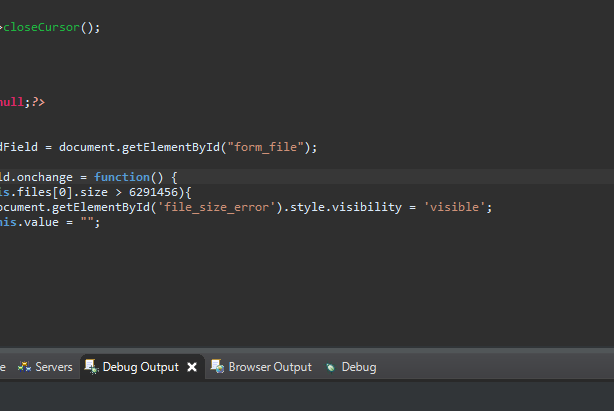 >closeCursor();
null;?>
dField = document.getElementById("form_file");
ld.onchange = function() {
is.files[0].size > 6291456){
ocument.getElementById('file_size_error').style.visibility = 'visible';
his.value = "";
e Servers Debug Output Browser Output Debug